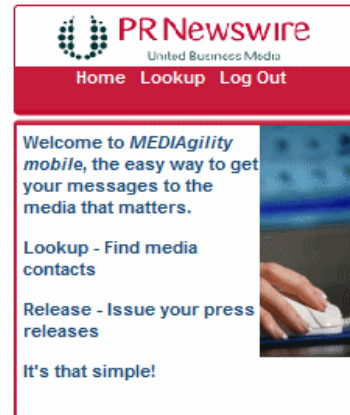 PR Newswire
United Business Media
Home Lookup Log Out
Welcome to MEDIAgility
mobile, the easy way to get
your messages to the
media that matters.
Lookup - Find media
contacts
Release - Issue your press
releases
It's that simple!